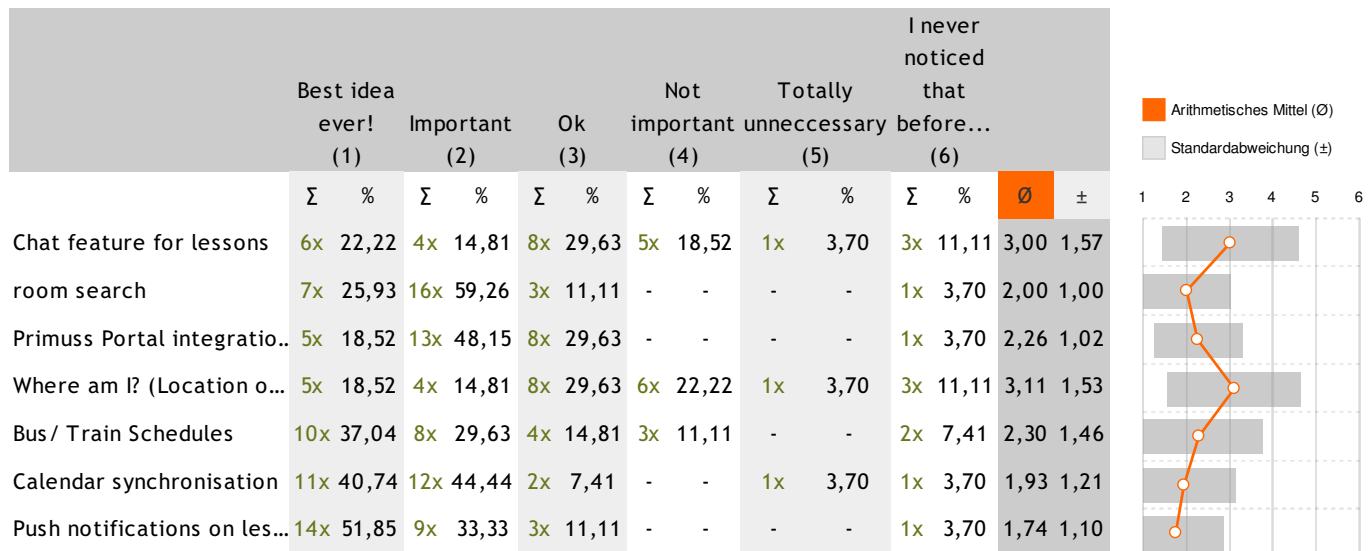 I never
noticed
Best idea Not Totally that
ever! Important Ok important unneccessary before...
(1) (2) (3) (4) (5) (6)
Arithmetisches Mittel (Ø)
Standardabweichung (±)
Σ % Σ % Σ % Σ % Σ % Σ % Ø ± 1 2 3 4 5 6
Chat feature for lessons 6x 22,22 4x 14,81 8x 29,63 5x 18,52 1x 3,70 3x 11,11 3,00 1,57
room search 7x 25,93 16x 59,26 3x 11,11 - - - - 1x 3,70 2,00 1,00
Primuss Portal integratio... 5x 18,52 13x 48,15 8x 29,63 - - - - 1x 3,70 2,26 1,02
Where am I? (Location o... 5x 18,52 4x 14,81 8x 29,63 6x 22,22 1x 3,70 3x 11,11 3,11 1,53
Bus/ Train Schedules 10x 37,04 8x 29,63 4x 14,81 3x 11,11 - - 2x 7,41 2,30 1,46
Calendar synchronisation 11x 40,74 12x 44,44 2x 7,41 - - 1x 3,70 1x 3,70 1,93 1,21
Push notifications on les... 14x 51,85 9x 33,33 3x 11,11 - - - - 1x 3,70 1,74 1,10